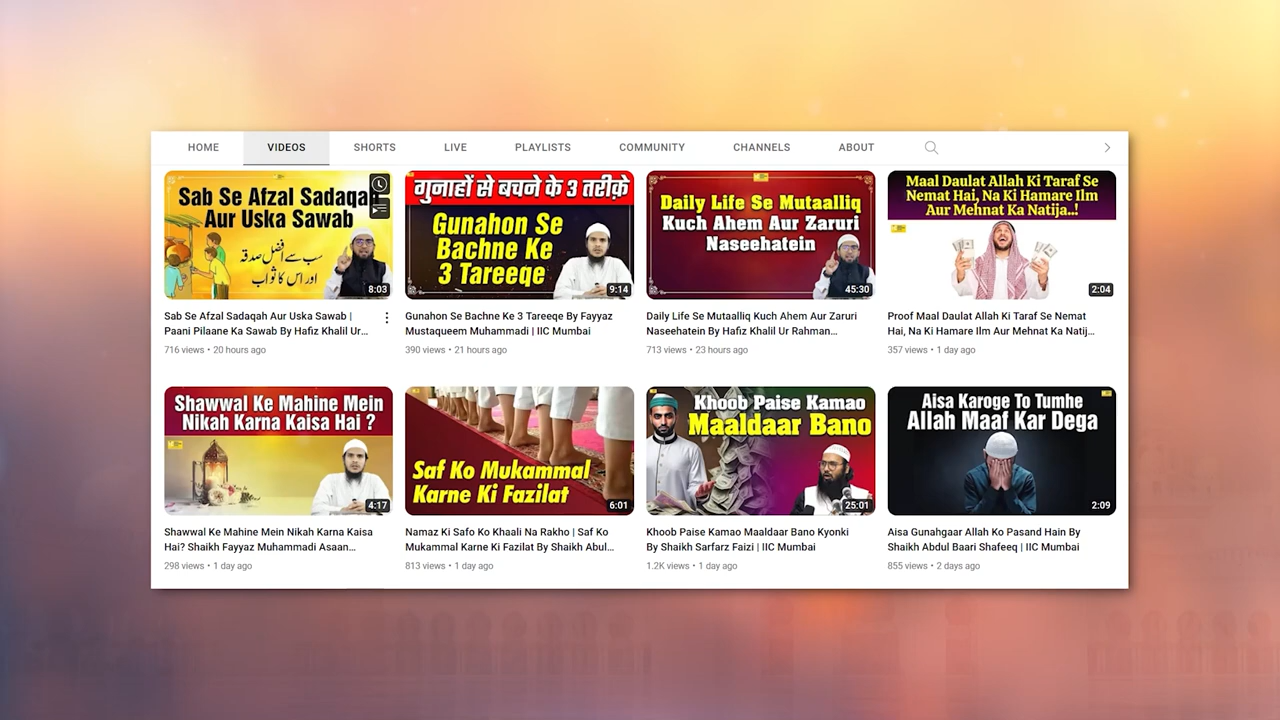 HOME VIDEOS SHORTS LIVE PLAYLISTS COMMUNITY CHANNELS ABOUT
Sab Se Afzal Sadaqah
Aur Uska Sawab
سب سے افضل صدقہ
اور اس کا ثواب
8:03
Sab Se Afzal Sadaqah Aur Uska Sawab |
Paani Pilaane Ka Sawab By Hafiz Khalil Ur...
716 views • 20 hours ago
गुनाहों से बचने के 3 तरीक़े
Gunahon Se
Bachne Ke
3 Tareeqe
9:14
Gunahon Se Bachne Ke 3 Tareeqe By Fayyaz
Mustaqueem Muhammadi | IIC Mumbai
390 views • 21 hours ago
Daily Life Se Mutaalliq
Kuch Ahem Aur Zaruri
Naseehatein
45:30
Daily Life Se Mutaalliq Kuch Ahem Aur Zaruri
Naseehatein By Hafiz Khalil Ur Rahman...
713 views • 23 hours ago
Maal Daulat Allah Ki Taraf Se
Nemat Hai, Na Ki Hamare Ilm
Aur Mehnat Ka Natija..!
2:04
Proof Maal Daulat Allah Ki Taraf Se Nemat
Hai, Na Ki Hamare Ilm Aur Mehnat Ka Natij...
357 views • 1 day ago
Shawwal Ke Mahine Mein
Nikah Karna Kaisa Hai ?
4:17
Shawwal Ke Mahine Mein Nikah Karna Kaisa
Hai? Shaikh Fayyaz Muhammadi Asaan...
298 views • 1 day ago
Saf Ko Mukammal
Karne Ki Fazilat
6:01
Namaz Ki Safo Ko Khaali Na Rakho | Saf Ko
Mukammal Karne Ki Fazilat By Shaikh Abul...
813 views • 1 day ago
Khoob Paise Kamao
Maaldaar Bano
25:01
Khoob Paise Kamao Maaldaar Bano Kyonki
By Shaikh Sarfarz Faizi | IIC Mumbai
1.2K views • 1 day ago
Aisa Karoge To Tumhe
Allah Maaf Kar Dega
2:09
Aisa Gunahgaar Allah Ko Pasand Hain By
Shaikh Abdul Baari Shafeeq | IIC Mumbai
855 views • 2 days ago